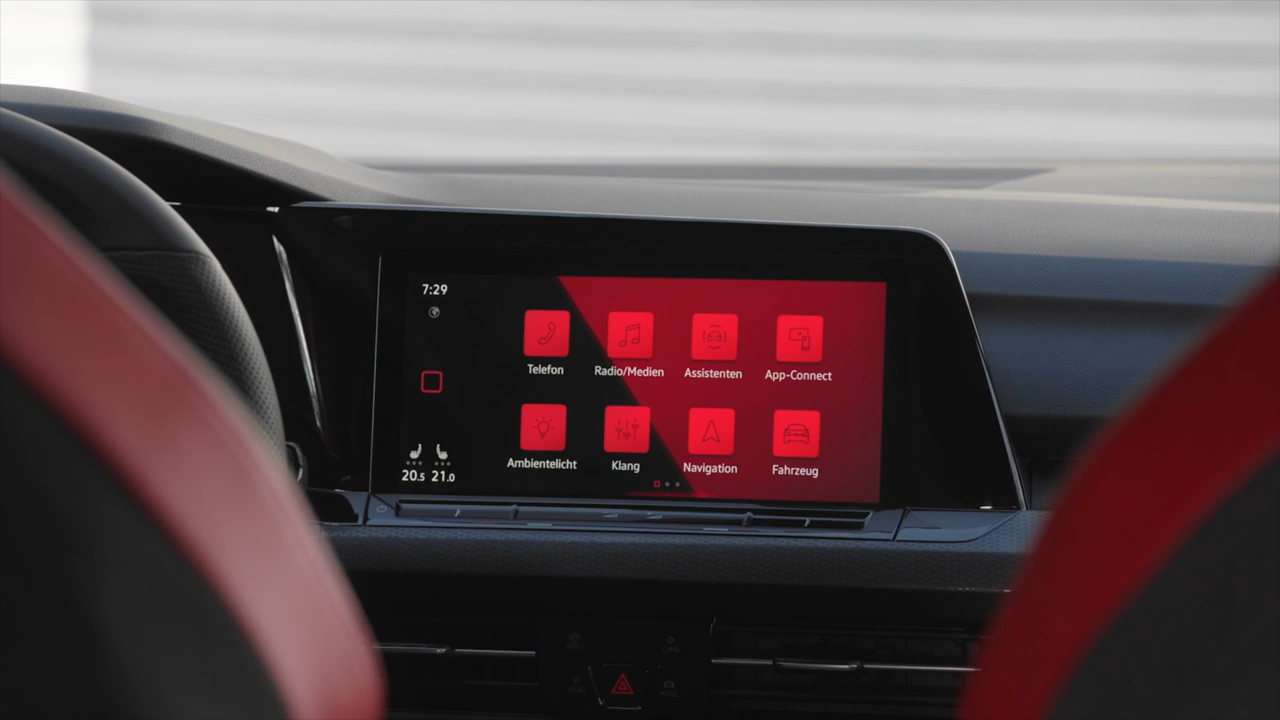 7:29
Telefon
Radio/Medien
Assistenten
App-Connect
Ambientelicht
Klang
Navigation
Fahrzeug
20.5 21.0